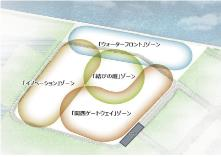 「ウォーターフロント」ゾーン
「結びの庭」ゾーン
「イノベーション」ゾーン
「関西ゲートウェイ」ゾーン